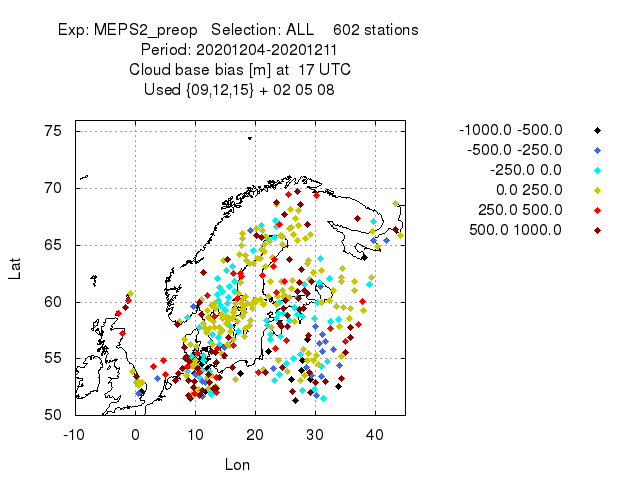 Exp: MEPS2_preop   Selection: ALL    602 stations
Period: 20201204-20201211
Cloud base bias [m] at  17 UTC
Used {09,12,15} + 02 05 08
75
70
65
60
55
50
-10 0 10 20 30 40
Lat
Lon
-1000.0 -500.0
-500.0 -250.0
-250.0 0.0
0.0 250.0
250.0 500.0
500.0 1000.0